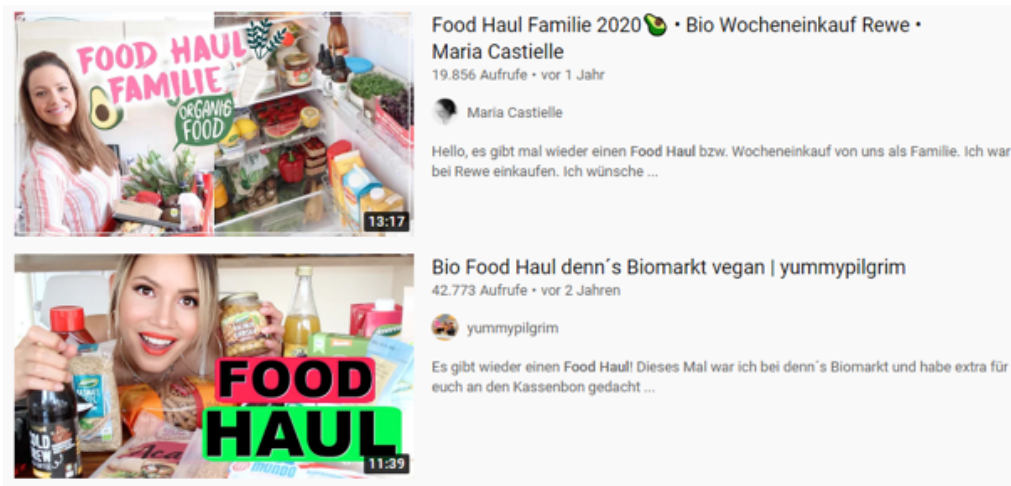 FOOD HAUL
FAMILIE
ORGANIC
FOOD
13:17
Food Haul Familie 2020🥑 • Bio Wocheneinkauf Rewe •
Maria Castielle
19.856 Aufrufe • vor 1 Jahr
Maria Castielle
Hello, es gibt mal wieder einen Food Haul bzw. Wocheneinkauf von uns als Familie. Ich war
bei Rewe einkaufen. Ich wünsche ...
COLD
BREW
FOOD
HAUL
mundo
11:39
Bio Food Haul denn´s Biomarkt vegan | yummypilgrim
42.773 Aufrufe • vor 2 Jahren
yummypilgrim
Es gibt wieder einen Food Haul! Dieses Mal war ich bei denn´s Biomarkt und habe extra für
euch an den Kassenbon gedacht ...